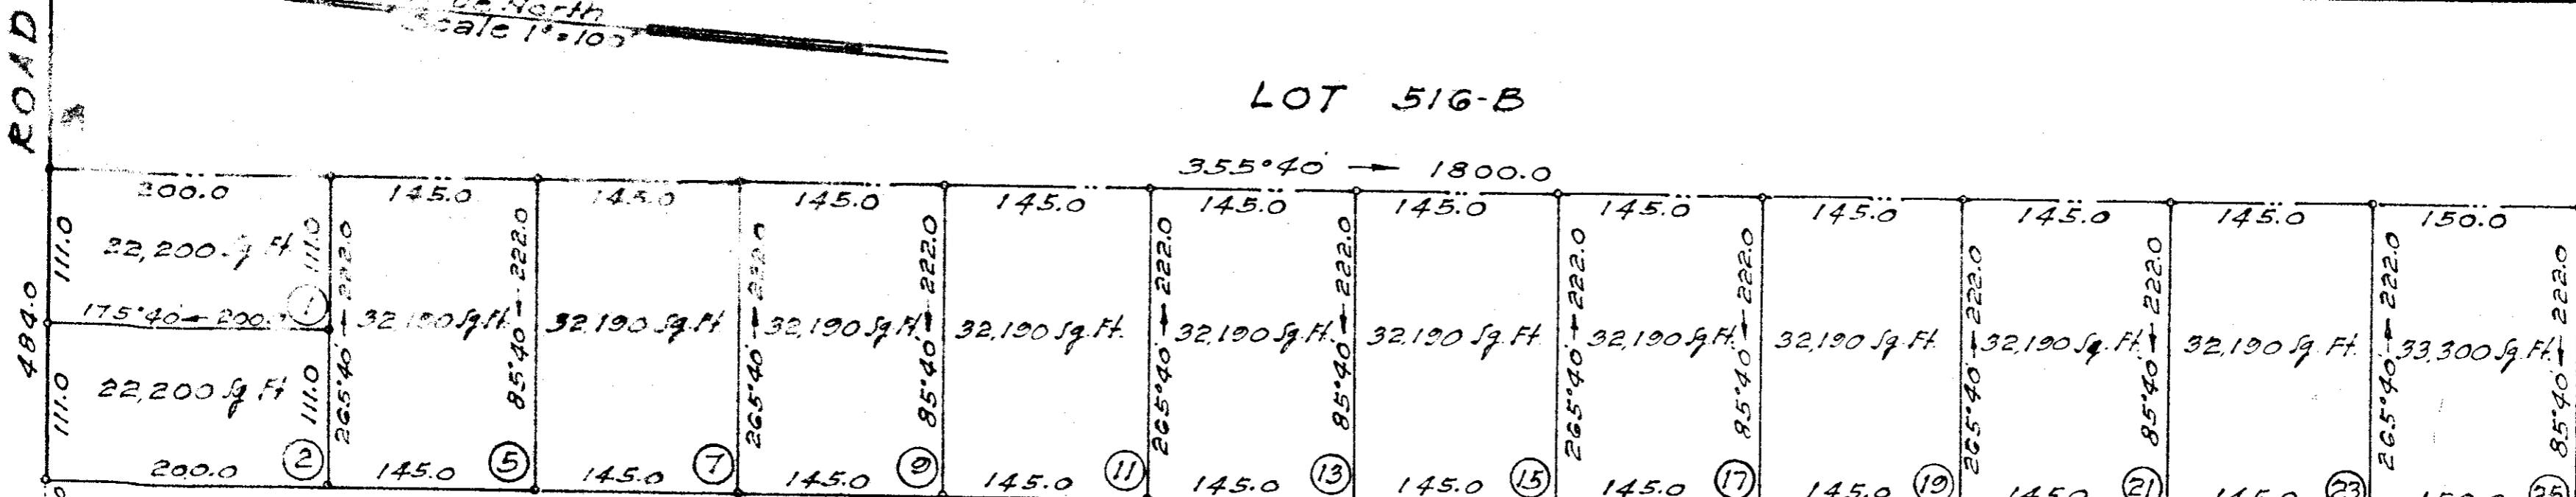 ROAD
North
Scale 1"=100'
LOT 516-B
355°40' → 1800.0
200.0 145.0 145.0 145.0 145.0 145.0 145.0 145.0 145.0 145.0 145.0 150.0
484.0
111.0
22,200 Sq Ft
111.0
1
175°40' ← 200.0
111.0
22,200 Sq Ft
111.0
265°40' → 222.0
32,190 Sq.Ft.
85°40' ← 222.0
32,190 Sq.Ft.
265°40' → 222.0
32,190 Sq.Ft.
85°40' ← 222.0
32,190 Sq.Ft.
265°40' → 222.0
32,190 Sq.Ft.
85°40' ← 222.0
32,190 Sq.Ft.
265°40' → 222.0
32,190 Sq.Ft.
85°40' ← 222.0
32,190 Sq.Ft.
265°40' → 222.0
32,190 Sq.Ft.
85°40' ← 222.0
32,190 Sq.Ft.
265°40' → 222.0
33,300 Sq.Ft.
85°40' ← 222.0
200.0 2 145.0 5 145.0 7 145.0 9 145.0 11 145.0 13 145.0 15 145.0 17 145.0 19 145.0 21 145.0 23 150.0 25